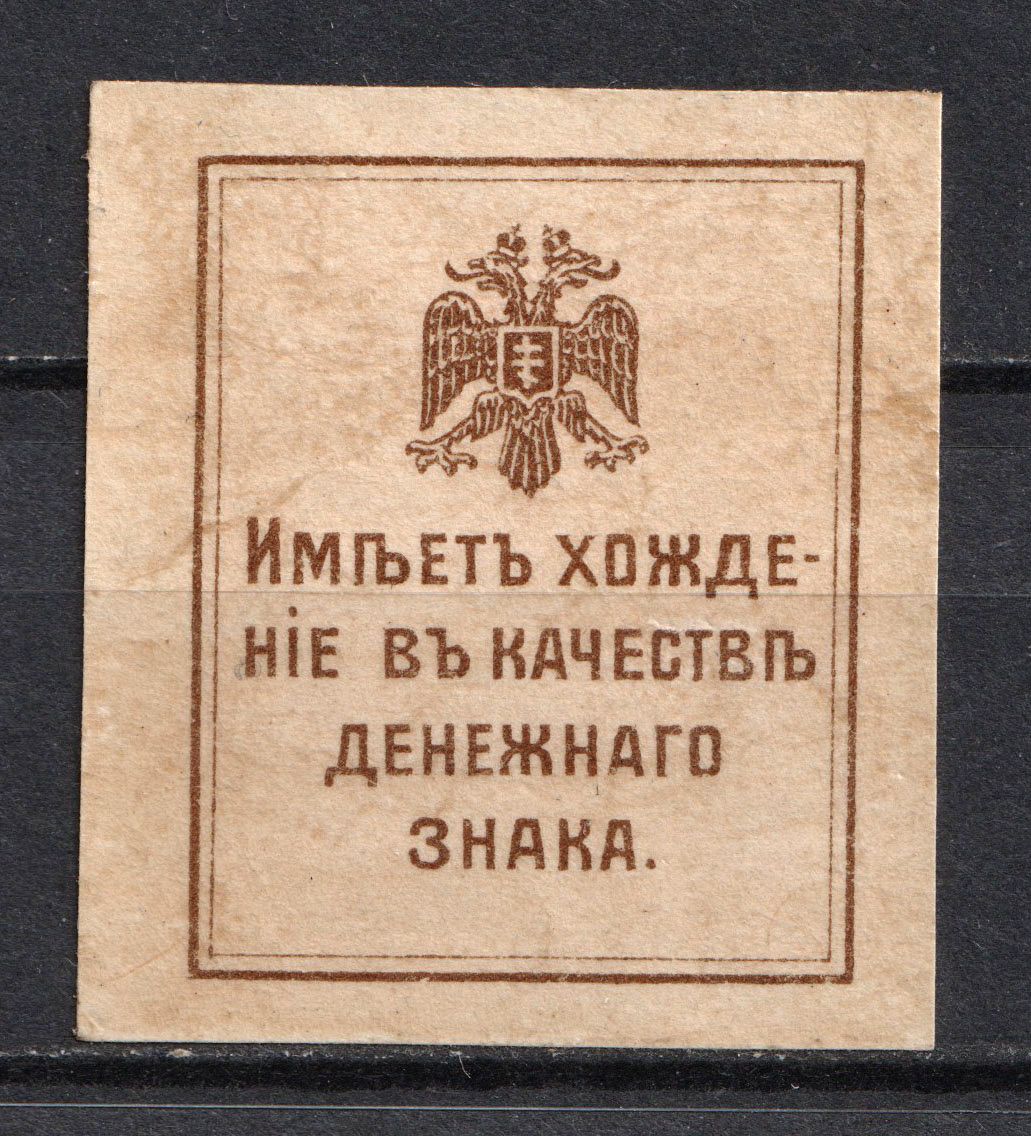 Имѣетъ хожде-
ніе въ качествѣ
денежнаго
знака.